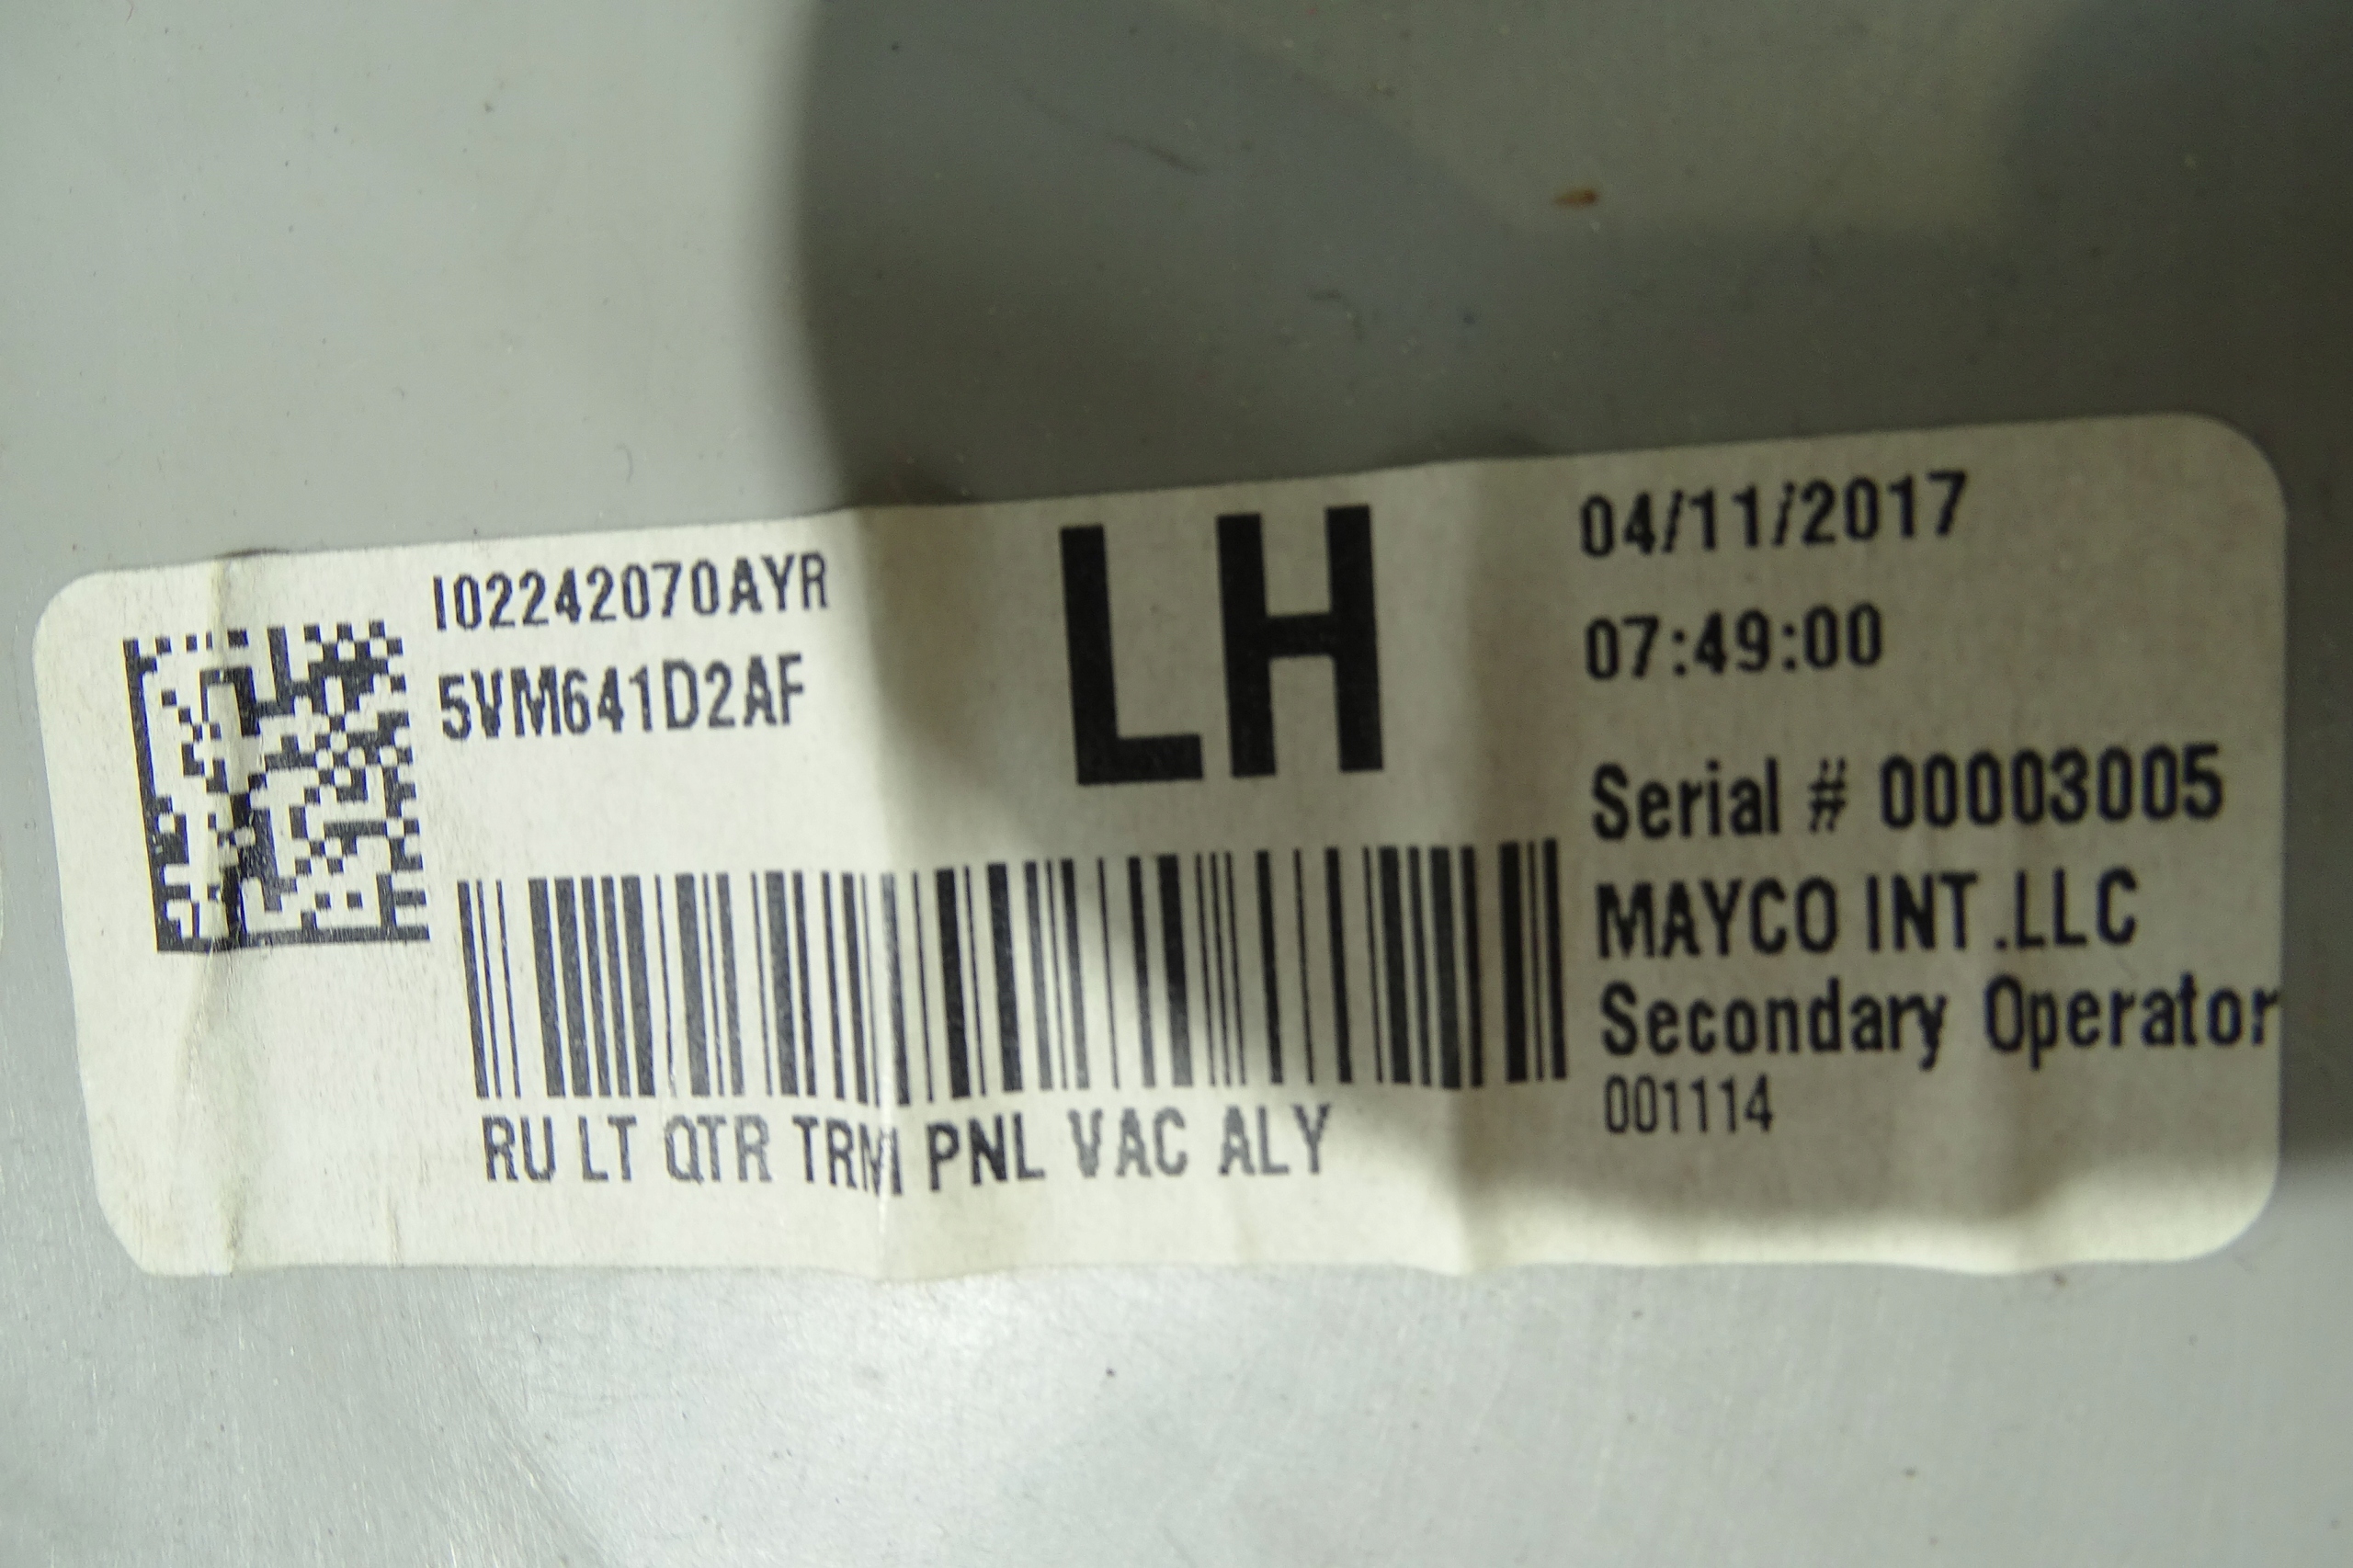 I02242070AYR
5VM641D2AF
LH
RU LT QTR TRM PNL VAC ALY
04/11/2017
07:49:00
Serial # 00003005
MAYCO INT.LLC
Secondary Operator
001114